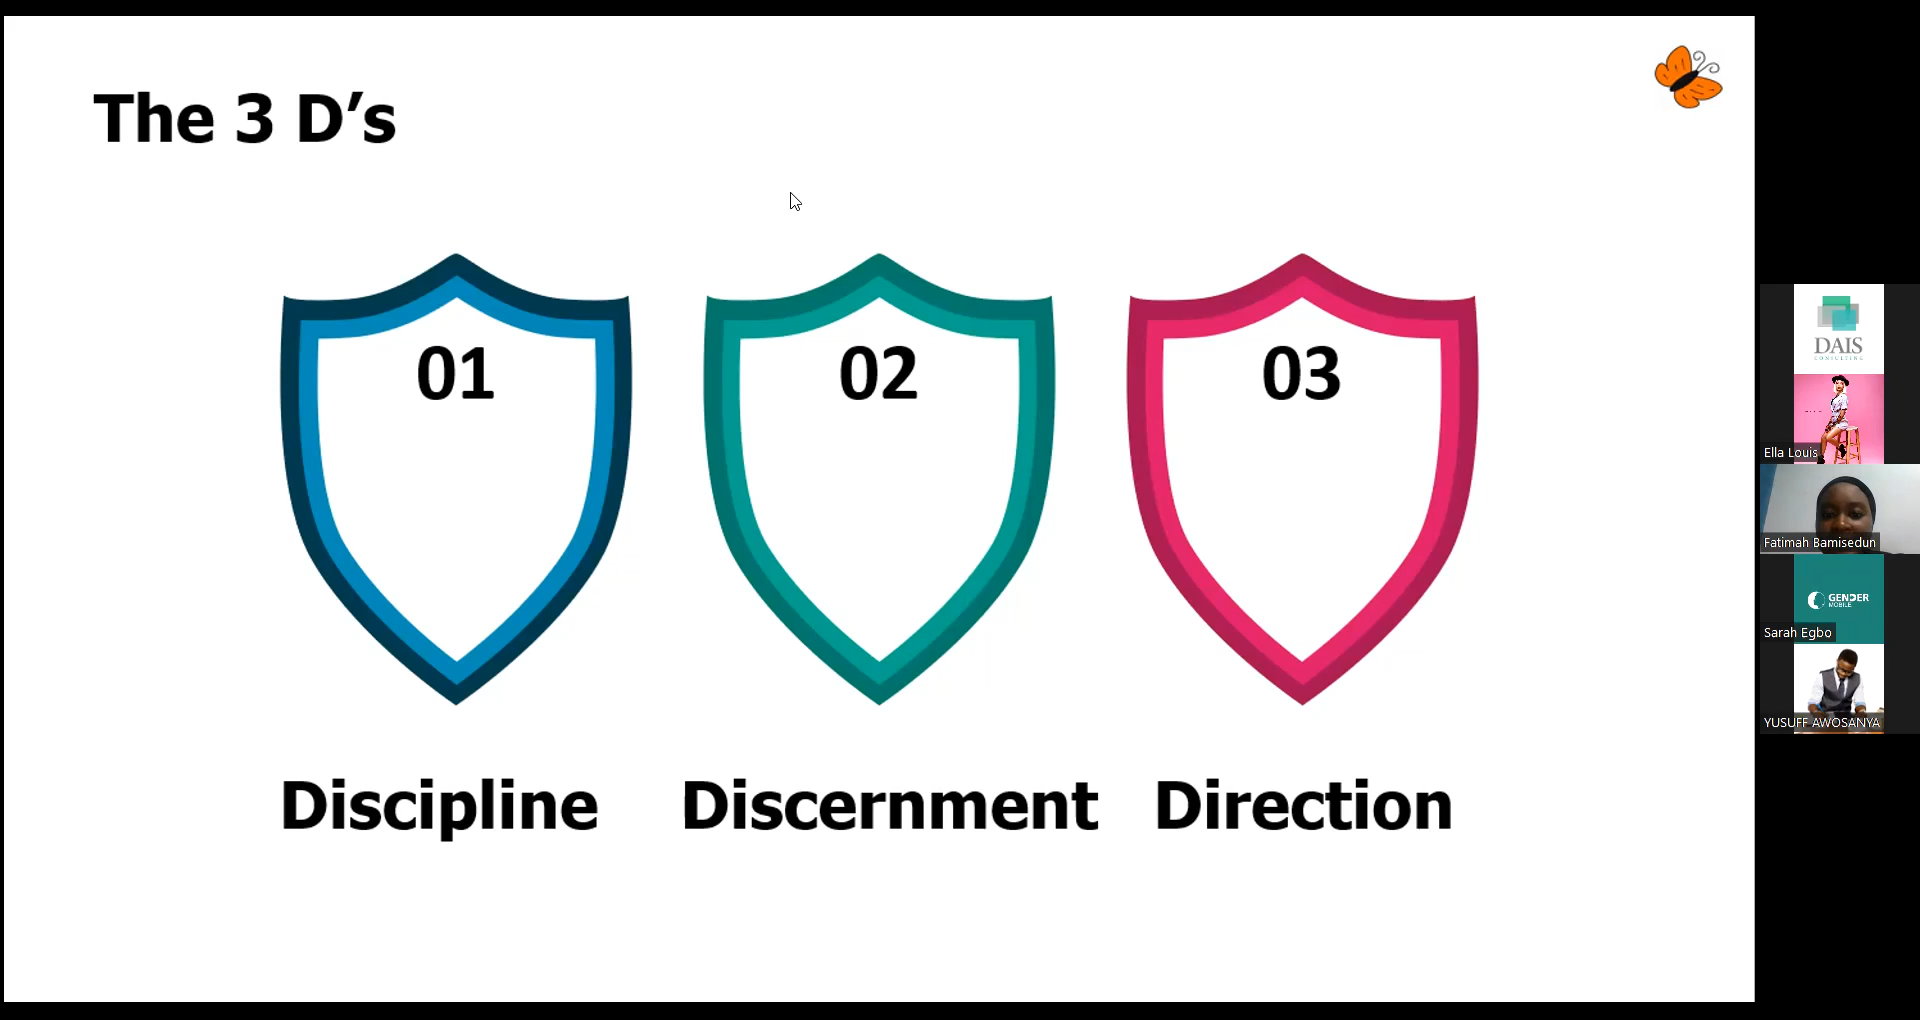 The 3 D’s
01
02
03
Discipline
Discernment
Direction
DAIS
CONSULTING
Ella Louis
Fatimah Bamisedun
GENDER
MOBILE
Sarah Egbo
YUSUFF AWOSANYA